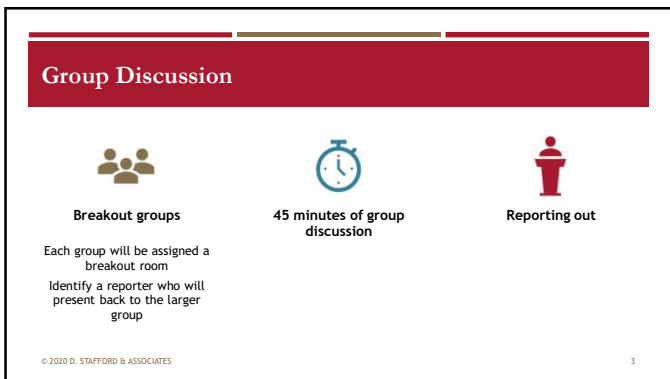 Group Discussion
Breakout groups
Each group will be assigned a
breakout room
Identify a reporter who will
present back to the larger
group
45 minutes of group
discussion
Reporting out
© 2020 D. STAFFORD & ASSOCIATES
3